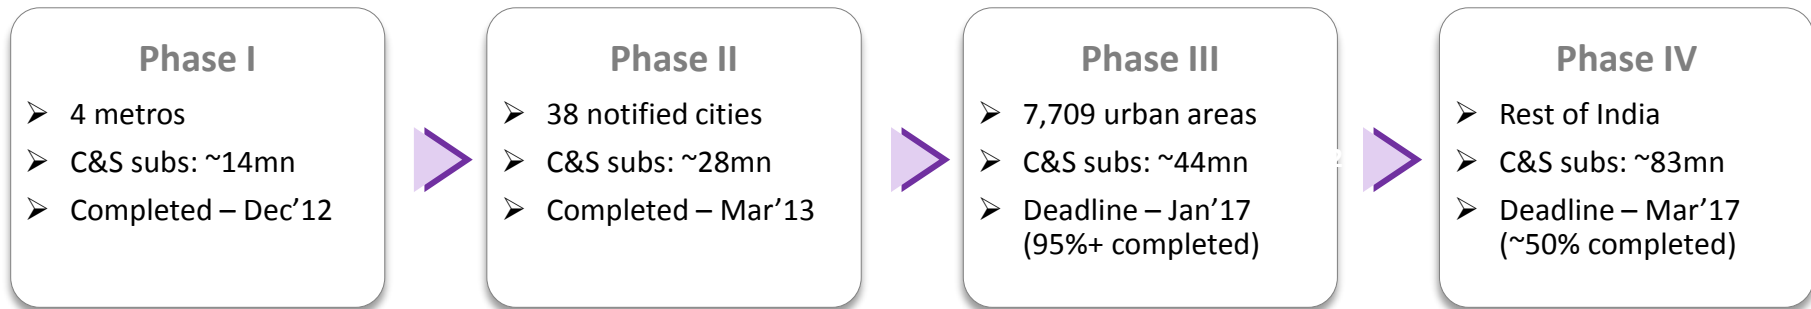 Phase I
➢ 4 metros
➢ C&S subs: ~14mn
➢ Completed – Dec’12
Phase II
➢ 38 notified cities
➢ C&S subs: ~28mn
➢ Completed – Mar’13
Phase III
➢ 7,709 urban areas
➢ C&S subs: ~44mn
➢ Deadline – Jan’17
(95%+ completed)
Phase IV
➢ Rest of India
➢ C&S subs: ~83mn
➢ Deadline – Mar’17
(~50% completed)